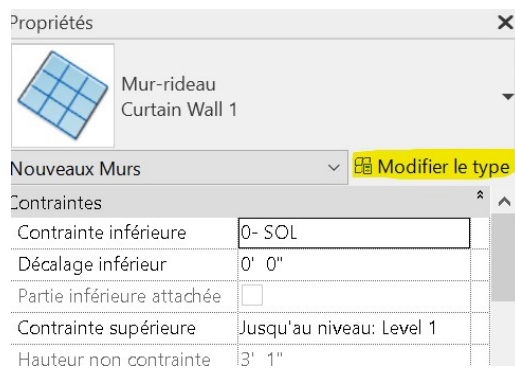 Propriétés
Mur-rideau
Curtain Wall 1
Nouveaux Murs Modifier le type
Contraintes
Contrainte inférieure 0- SOL
Décalage inférieur 0' 0"
Partie inférieure attachée
Contrainte supérieure Jusqu'au niveau: Level 1
Hauteur non contrainte 3' 1"